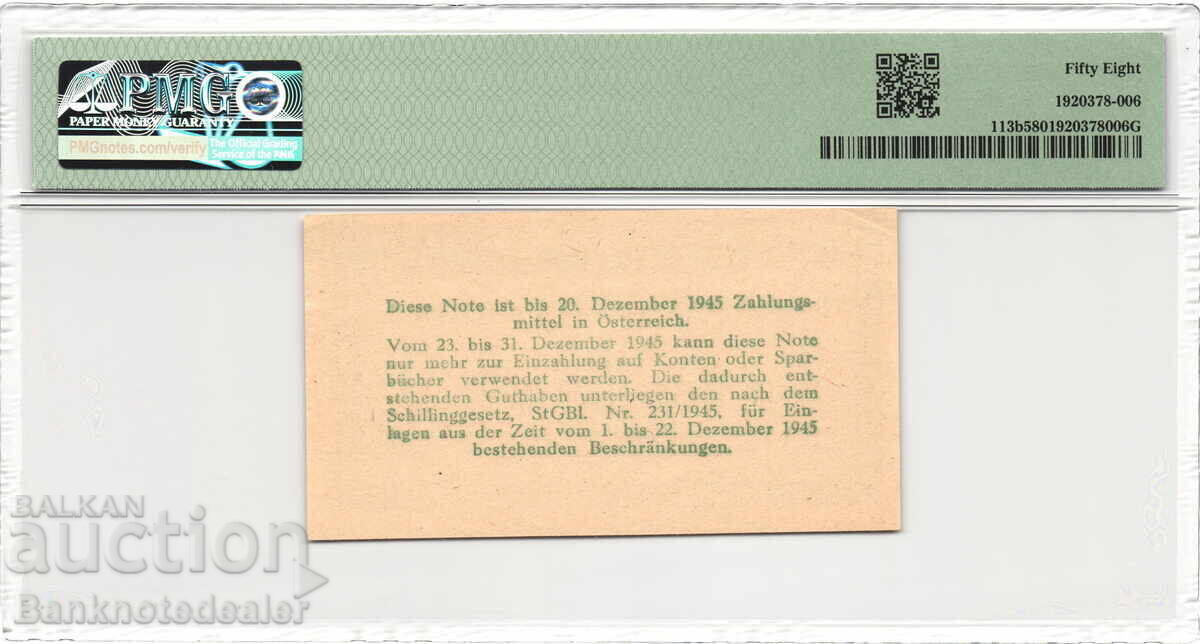 PMG
PAPER MONEY GUARANTY
PMGnotes.com/verify
The Official Grading
Service of the ANA
Fifty Eight
1920378-006
113b5801920378006G
Diese Note ist bis 20. Dezember 1945 Zahlungs-
mittel in Österreich.
Vom 23. bis 31. Dezember 1945 kann diese Note
nur mehr zur Einzahlung auf Konten oder Spar-
bücher verwendet werden. Die dadurch ent-
stehenden Guthaben unterliegen den nach dem
Schillinggesetz, StGBl. Nr. 231/1945, für Ein-
lagen aus der Zeit vom 1. bis 22. Dezember 1945
bestehenden Beschränkungen.
BALKAN
auction
Banknotedealer